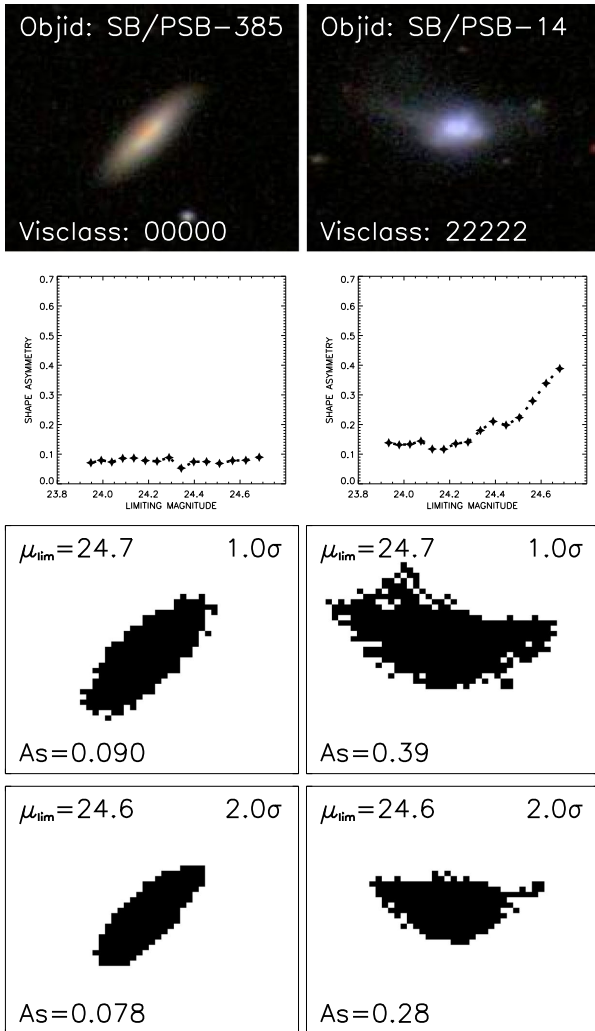 Objid: SB/PSB-385
Visclass: 00000
Objid: SB/PSB-14
Visclass: 22222
0.7
0.6
0.5
0.4
0.3
0.2
0.1
0.0
SHAPE ASYMMETRY
23.8 24.0 24.2 24.4 24.6
LIMITING MAGNITUDE
0.7
0.6
0.5
0.4
0.3
0.2
0.1
0.0
SHAPE ASYMMETRY
23.8 24.0 24.2 24.4 24.6
LIMITING MAGNITUDE
μlim=24.7 1.0σ
As=0.090
μlim=24.7 1.0σ
As=0.39
μlim=24.6 2.0σ
As=0.078
μlim=24.6 2.0σ
As=0.28